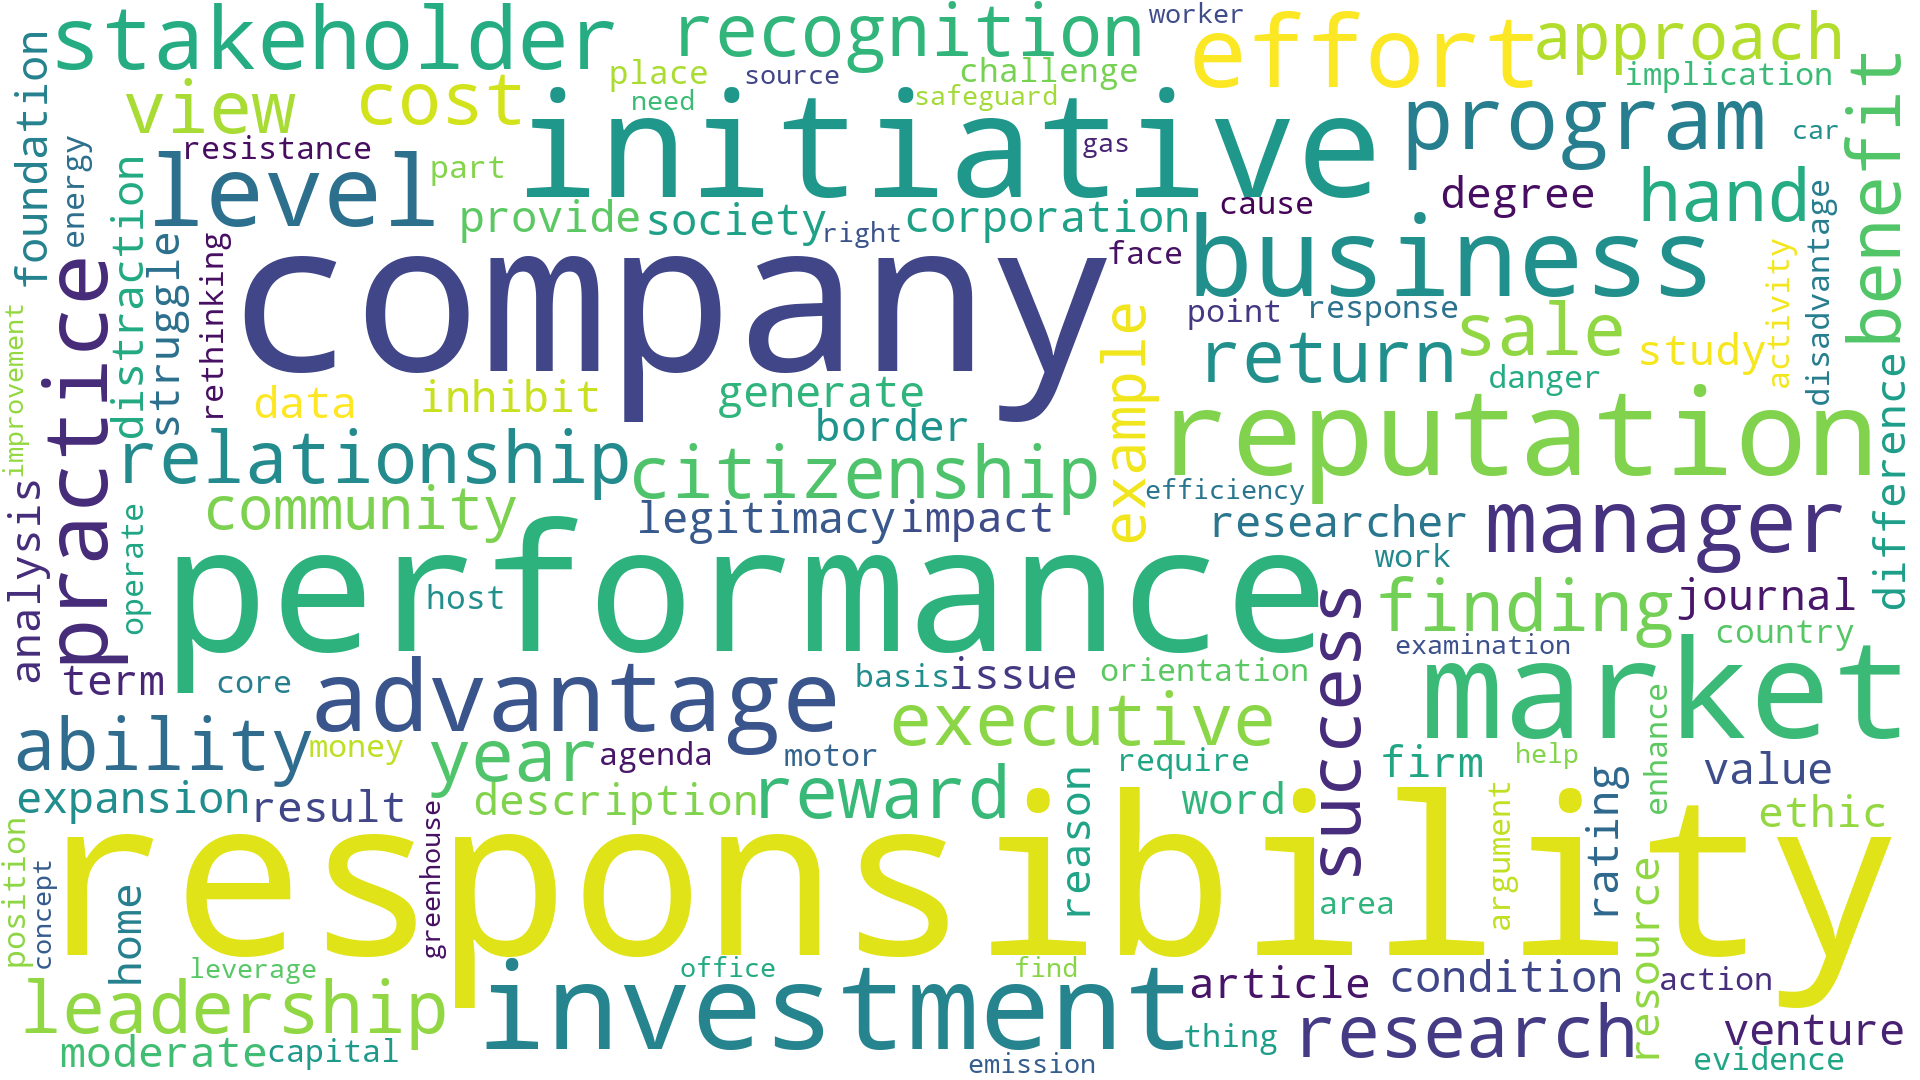 stakeholder
recognition
worker
effort
approach
foundation
view
cost
place
source
challenge
implication
need
safeguard
initiative
program
car
benefit
energy
resistance
level
part
gas
distraction
provide
society
right
corporation
cause
degree
hand
disadvantage
struggle
rethinking
company
face
business
activity
practice
improvement
point
response
sale
study
example
return
danger
difference
data
inhibit
generate
border
reputation
relationship
citizenship
efficiency
community
legitimacy
impact
researcher
manager
analysis
operate
performance
host
work
finding
journal
success
country
examination
market
term
core
advantage
basis
issue
orientation
ability
money
year
agenda
motor
executive
require
firm
help
enhance
value
expansion
result
description
reward
reason
word
argument
rating
ethic
greenhouse
responsibility
position
concept
home
area
resource
leverage
office
find
article
condition
action
leadership
investment
research
venture
moderate
capital
thing
emission
evidence